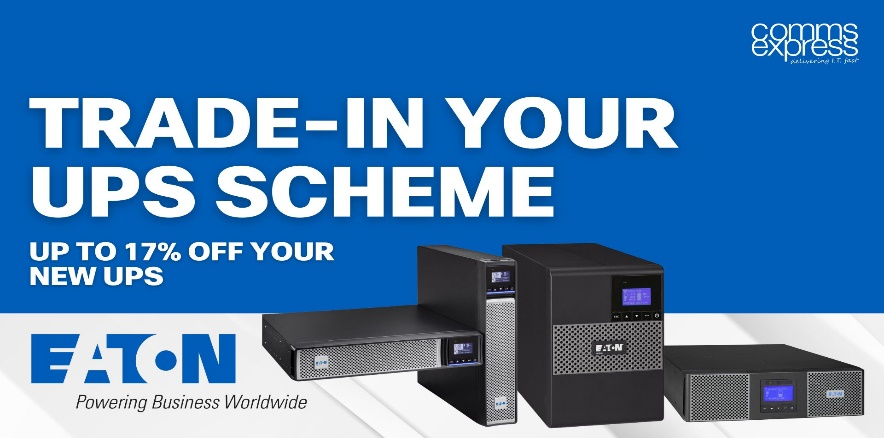 comms
express
delivering I.T. fast
TRADE-IN YOUR
UPS SCHEME
UP TO 17% OFF YOUR
NEW UPS
EATON
Powering Business Worldwide
EATON